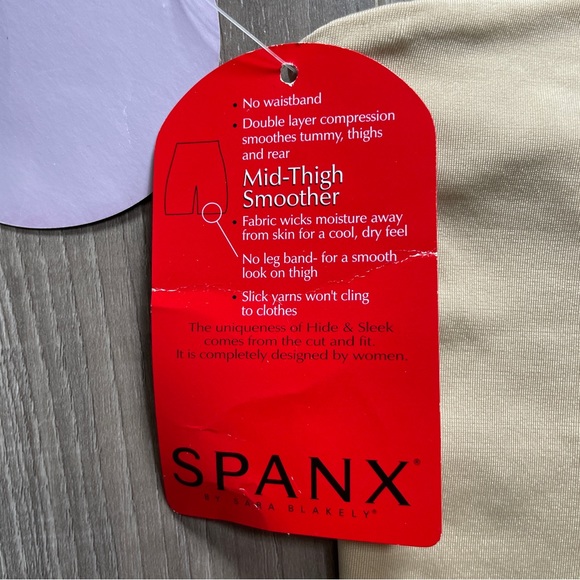 • No waistband
• Double layer compression
smoothes tummy, thighs
and rear
Mid-Thigh
Smoother
• Fabric wicks moisture away
from skin for a cool, dry feel
No leg band- for a smooth
look on thigh
• Slick yarns won't cling
to clothes
The uniqueness of Hide & Sleek
comes from the cut and fit.
It is completely designed by women.
SPANX®
BY SARA BLAKELY®